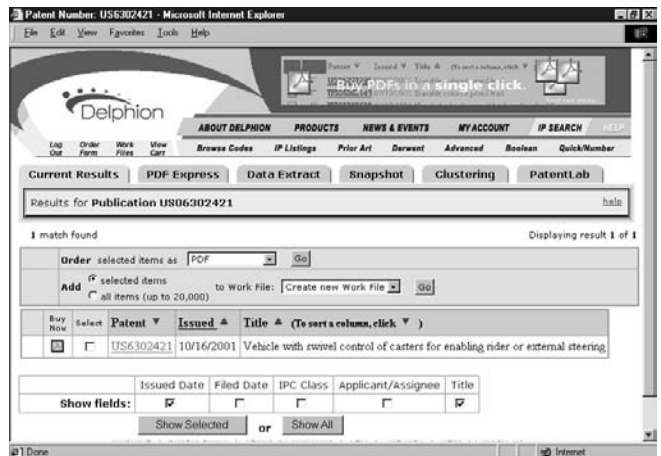 Patent Number: US6302421 - Microsoft Internet Explorer
File Edit View Favorites Tools Help
Patent Issued Title (To sort a column, click )
Buy PDFs in a single click.
Delphion
ABOUT DELPHION PRODUCTS NEWS & EVENTS MY ACCOUNT IP SEARCH HELP
Log Out Order Form Work Files View Cart Browse Codes IP Listings Prior Art Derwent Advanced Boolean Quick/Number
Current Results PDF Express Data Extract Snapshot Clustering PatentLab
Results for Publication US06302421 help
1 match found Displaying result 1 of 1
Order selected items as PDF Go
Add selected items to Work File: Create new Work File Go
all items (up to 20,000)
Buy Now Select Patent Issued Title (To sort a column, click )
US6302421 10/16/2001 Vehicle with swivel control of casters for enabling rider or external steering
Issued Date Filed Date IPC Class Applicant/Assignee Title
Show fields:
Show Selected or Show All
Done Internet